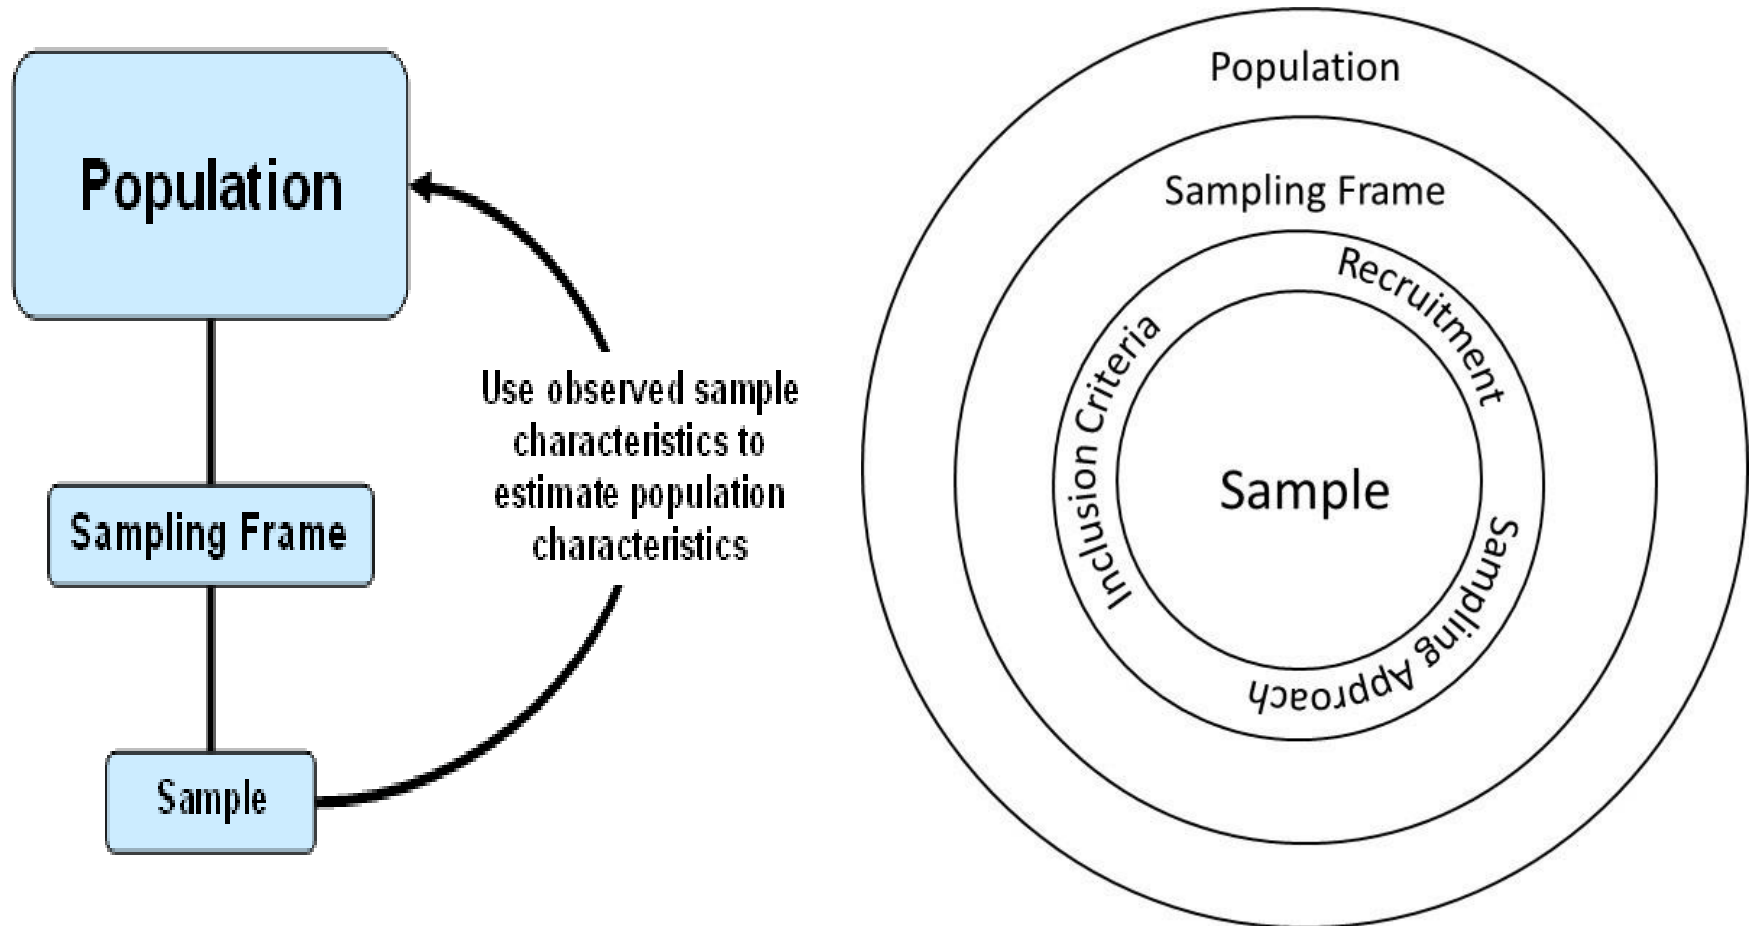 Population
Sampling Frame
Sample
Use observed sample
characteristics to
estimate population
characteristics
Population
Sampling Frame
Recruitment
Inclusion Criteria
Sampling Approach
Sample